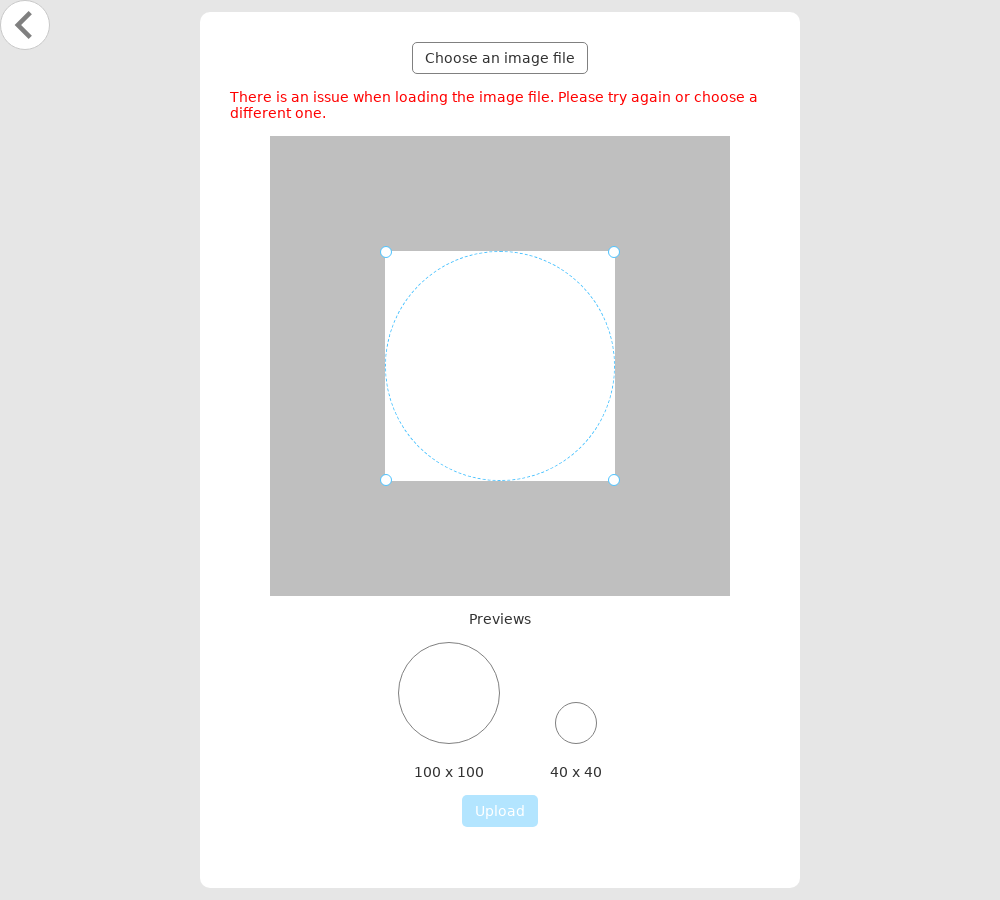 Choose an image file
There is an issue when loading the image file. Please try again or choose a
different one.
Previews
100 x 100
40 x 40
Upload